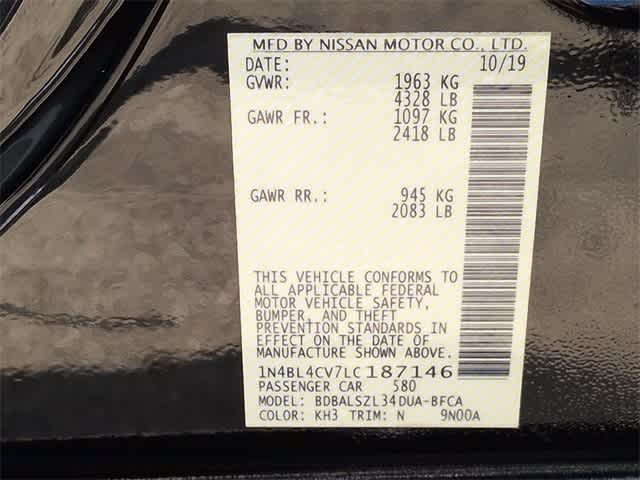 MFD BY NISSAN MOTOR CO., LTD.
DATE: 10/19
GVWR: 1963 KG
4328 LB
GAWR FR.: 1097 KG
2418 LB
GAWR RR.: 945 KG
2083 LB
THIS VEHICLE CONFORMS TO
ALL APPLICABLE FEDERAL
MOTOR VEHICLE SAFETY,
BUMPER, AND THEFT
PREVENTION STANDARDS IN
EFFECT ON THE DATE OF
MANUFACTURE SHOWN ABOVE.
1N4BL4CV7LC187146
PASSENGER CAR 580
MODEL: BDBALSZL34DUA-BFCA
COLOR: KH3 TRIM: N 9N00A